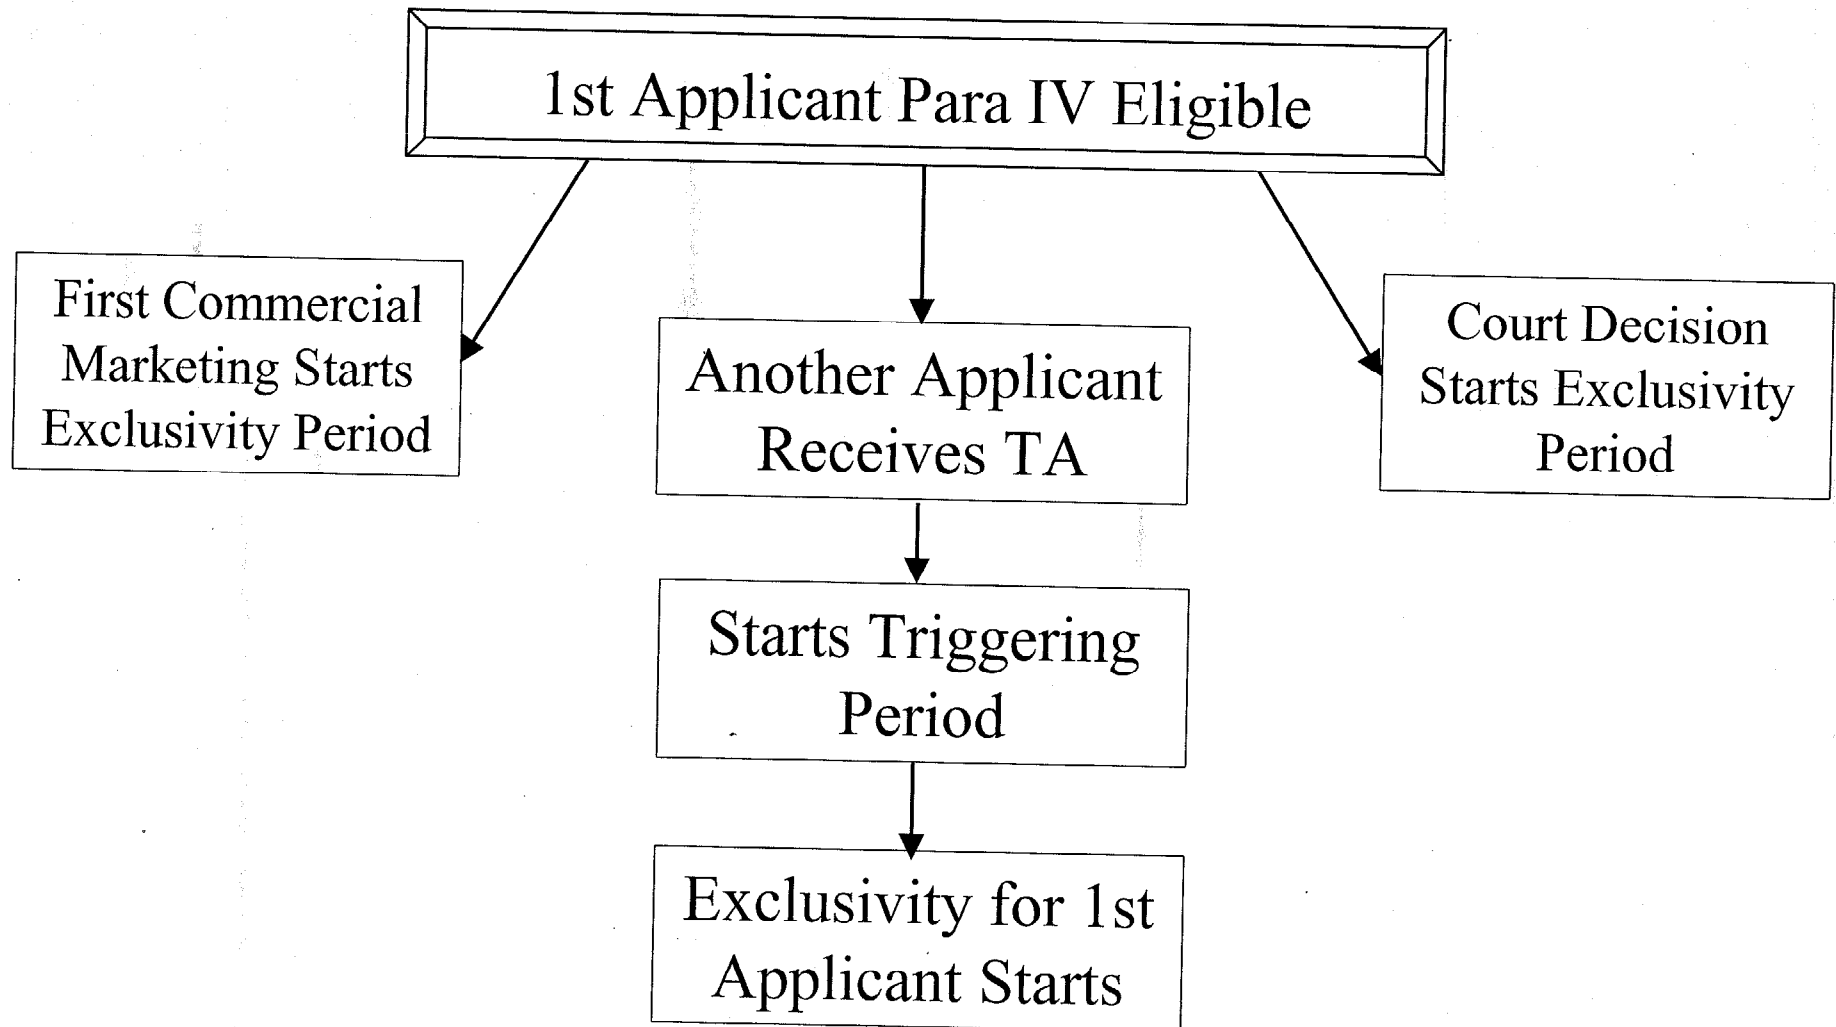 1st Applicant Para IV Eligible
First Commercial
Marketing Starts
Exclusivity Period
Another Applicant
Receives TA
Court Decision
Starts Exclusivity
Period
Starts Triggering
Period
Exclusivity for 1st
Applicant Starts